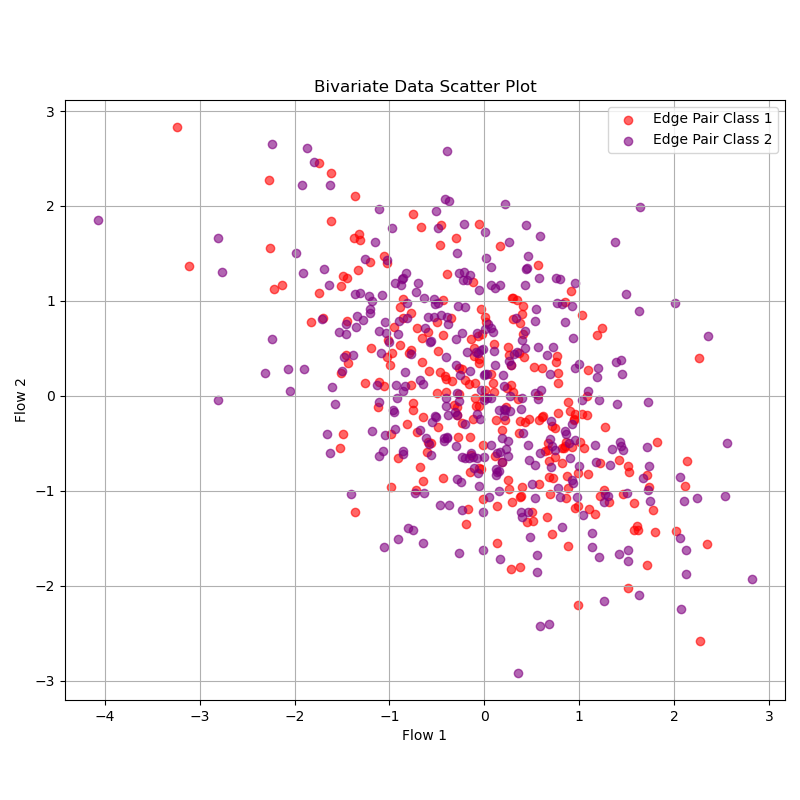 Bivariate Data Scatter Plot
Edge Pair Class 1
Edge Pair Class 2
3
2
1
0
−1
−2
−3
Flow 2
−4 −3 −2 −1 0 1 2 3
Flow 1